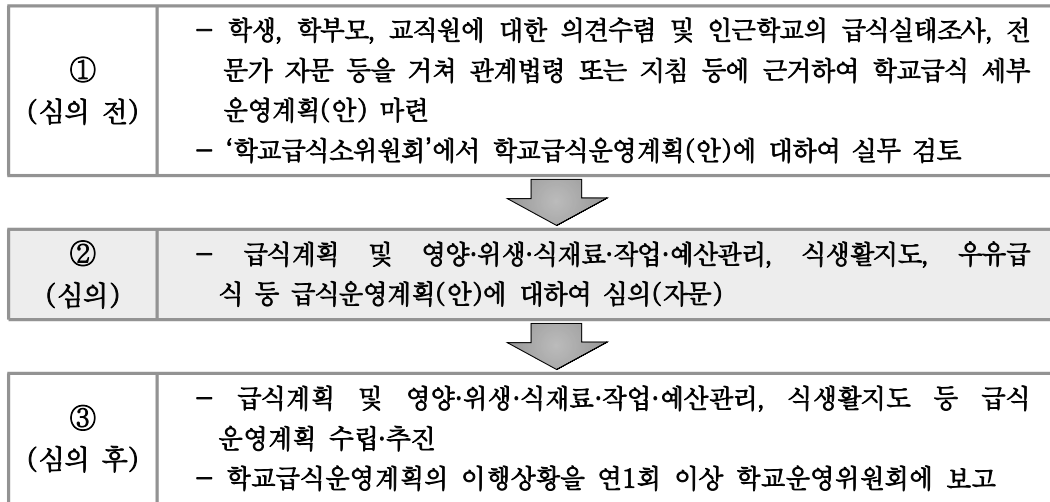 ①
(심의 전)
– 학생, 학부모, 교직원에 대한 의견수렴 및 인근학교의 급식실태조사, 전
문가 자문 등을 거쳐 관계법령 또는 지침 등에 근거하여 학교급식 세부
운영계획(안) 마련
– ‘학교급식소위원회’에서 학교급식운영계획(안)에 대하여 실무 검토
②
(심의)
– 급식계획 및 영양·위생·식재료·작업·예산관리, 식생활지도, 우유급
식 등 급식운영계획(안)에 대하여 심의(자문)
③
(심의 후)
– 급식계획 및 영양·위생·식재료·작업·예산관리, 식생활지도 등 급식
운영계획 수립·추진
– 학교급식운영계획의 이행상황을 연1회 이상 학교운영위원회에 보고